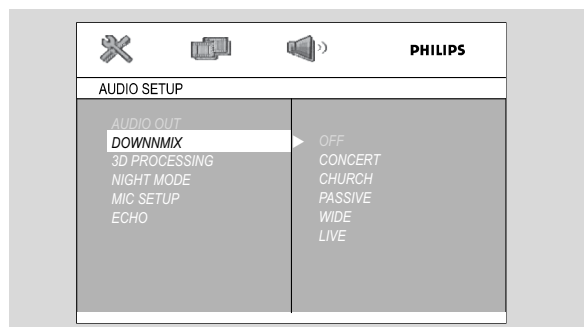 PHILIPS
AUDIO SETUP
AUDIO OUT
DOWNNMIX
3D PROCESSING
NIGHT MODE
MIC SETUP
ECHO
OFF
CONCERT
CHURCH
PASSIVE
WIDE
LIVE